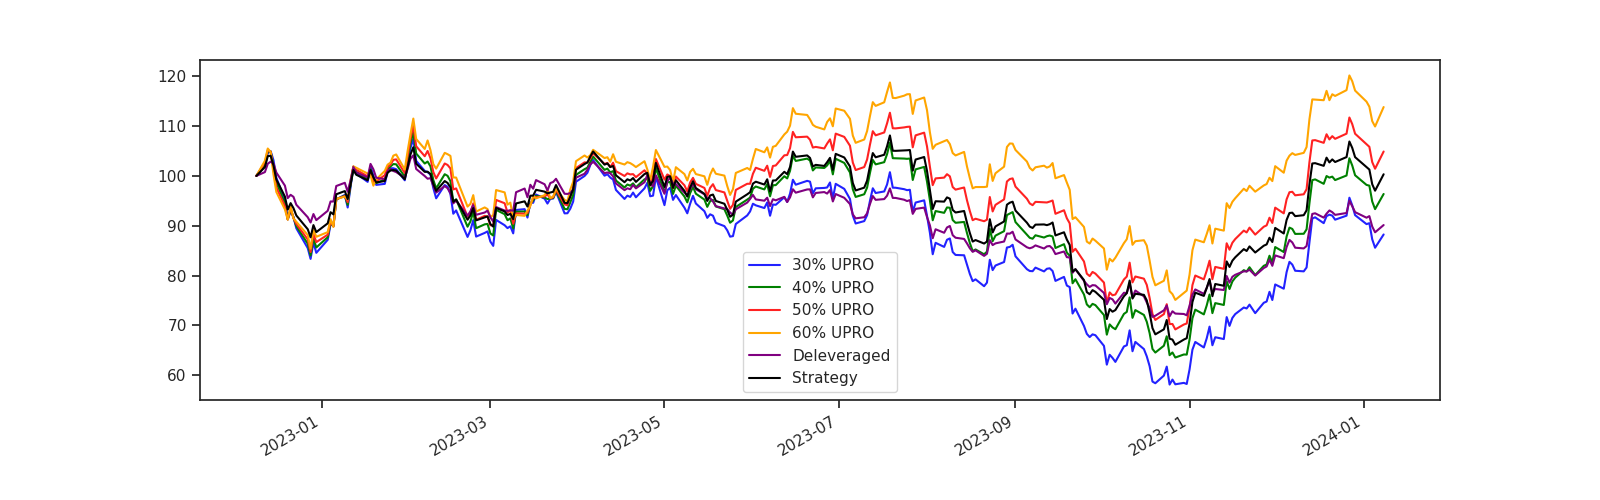 120
110
100
90
80
70
60
30% UPRO
40% UPRO
50% UPRO
60% UPRO
Deleveraged
Strategy
2023-01
2023-03
2023-05
2023-07
2023-09
2023-11
2024-01